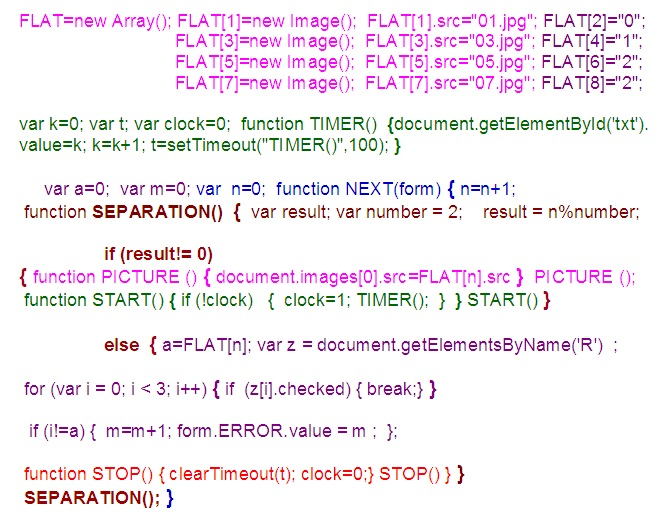 FLAT=new Array(); FLAT[1]=new Image(); FLAT[1].src="01.jpg"; FLAT[2]="0";
FLAT[3]=new Image(); FLAT[3].src="03.jpg"; FLAT[4]="1";
FLAT[5]=new Image(); FLAT[5].src="05.jpg"; FLAT[6]="2";
FLAT[7]=new Image(); FLAT[7].src="07.jpg"; FLAT[8]="2";
var k=0; var t; var clock=0; function TIMER() {document.getElementById('txt').
value=k; k=k+1; t=setTimeout("TIMER()",100); }
var a=0; var m=0; var n=0; function NEXT(form) { n=n+1;
function SEPARATION() { var result; var number = 2; result = n%number;
if (result!= 0)
{ function PICTURE () { document.images[0].src=FLAT[n].src } PICTURE ();
function START() { if (!clock) { clock=1; TIMER(); } } START() }
else { a=FLAT[n]; var z = document.getElementsByName('R') ;
for (var i = 0; i < 3; i++) { if (z[i].checked) { break;} }
if (i!=a) { m=m+1; form.ERROR.value = m ; };
function STOP() { clearTimeout(t); clock=0;} STOP() } }
SEPARATION(); }